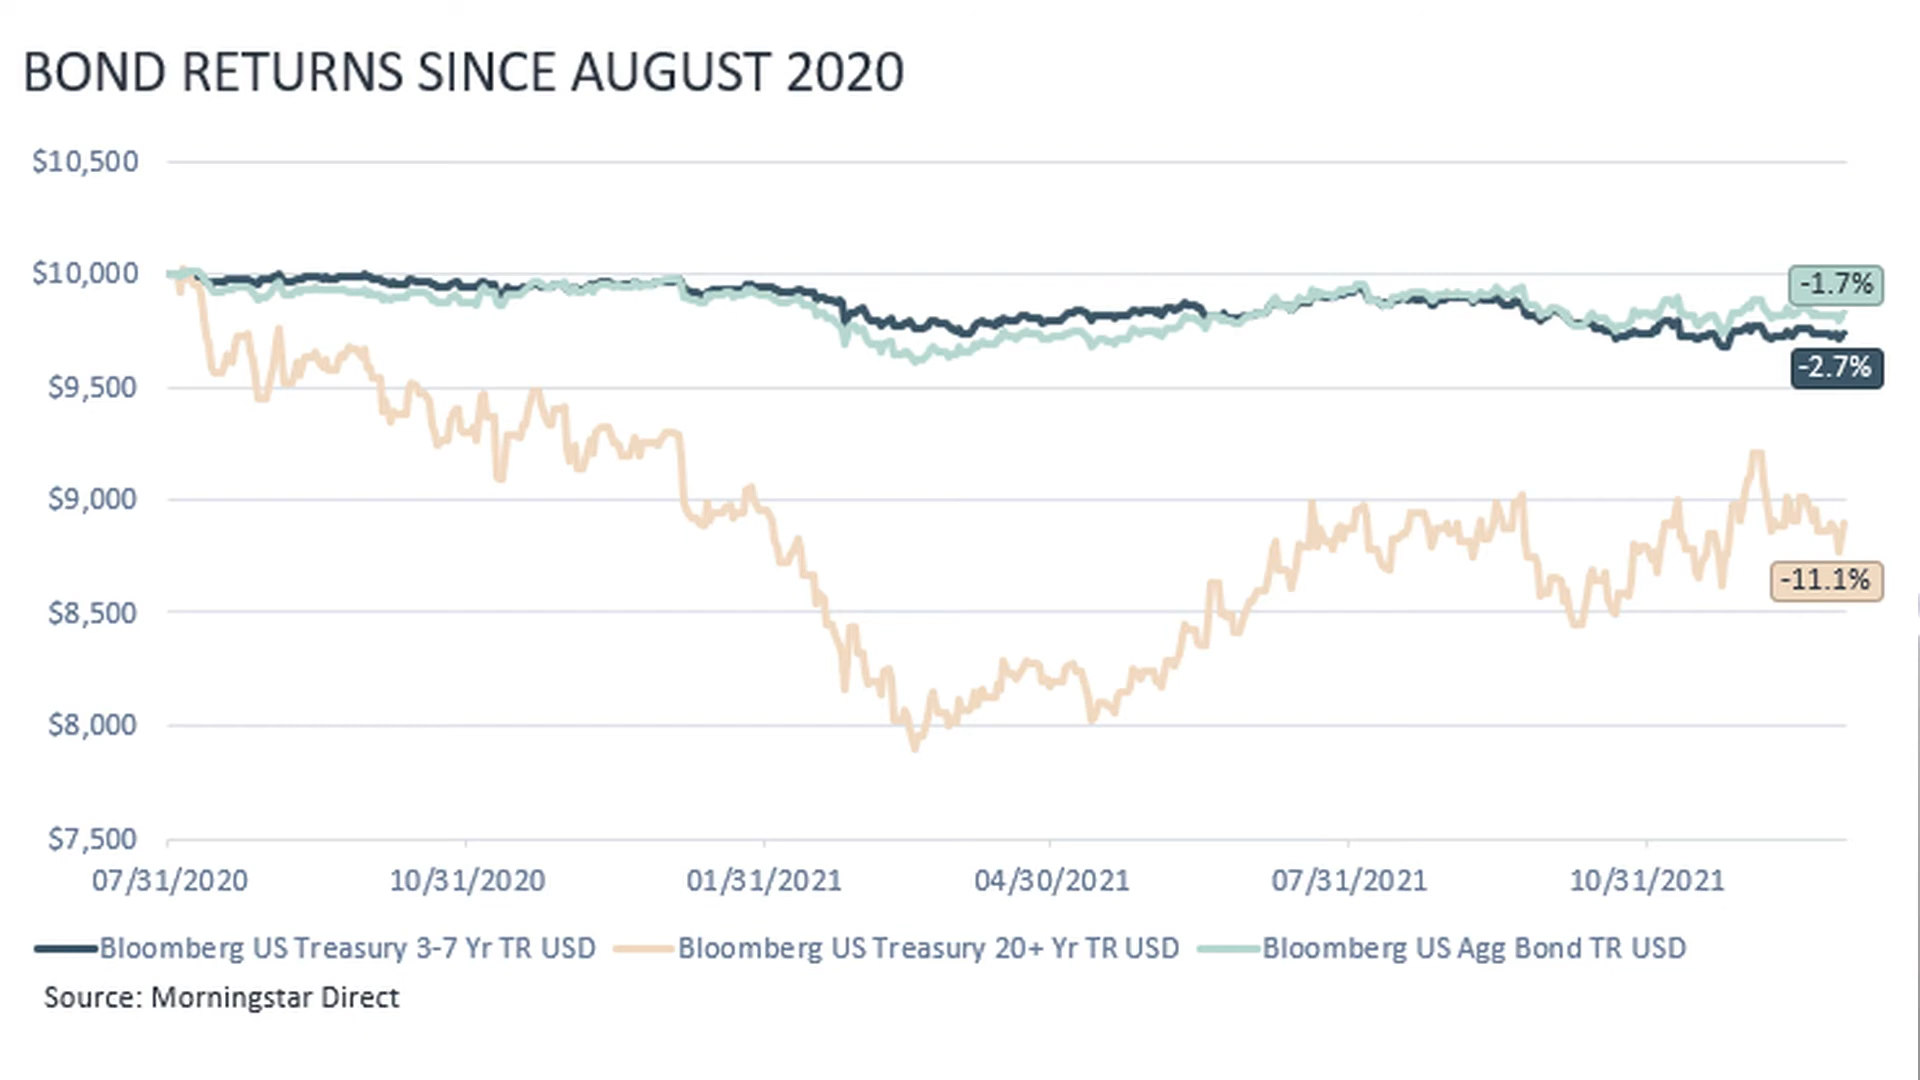 BOND RETURNS SINCE AUGUST 2020
$10,500
$10,000
$9,500
$9,000
$8,500
$8,000
$7,500
-1.7%
-2.7%
-11.1%
07/31/2020 10/31/2020 01/31/2021 04/30/2021 07/31/2021 10/31/2021
Bloomberg US Treasury 3-7 Yr TR USD Bloomberg US Treasury 20+ Yr TR USD Bloomberg US Agg Bond TR USD
Source: Morningstar Direct